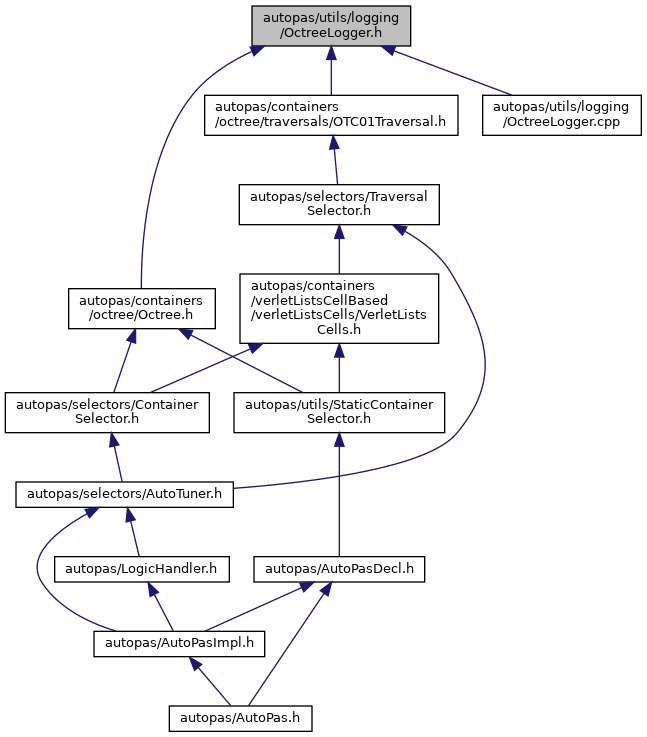 autopas/utils/logging
/OctreeLogger.h
autopas/containers
/octree/traversals/OTC01Traversal.h
autopas/utils/logging
/OctreeLogger.cpp
autopas/selectors/Traversal
Selector.h
autopas/containers
/octree/Octree.h
autopas/containers
/verletListsCellBased
/verletListsCells/VerletLists
Cells.h
autopas/selectors/Container
Selector.h
autopas/utils/StaticContainer
Selector.h
autopas/selectors/AutoTuner.h
autopas/LogicHandler.h
autopas/AutoPasDecl.h
autopas/AutoPasImpl.h
autopas/AutoPas.h